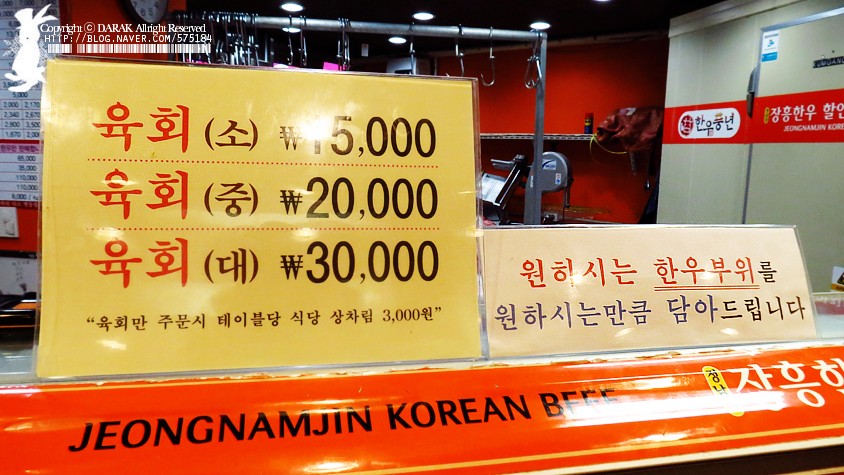 Copyright ⓒ DARAK Allright Reserved
HTTP://BLOG.NAVER.COM/575184
육회 (소) ₩15,000
육회 (중) ₩20,000
육회 (대) ₩30,000
"육회만 주문시 테이블당 식당 상차림 3,000원"
원하시는 한우부위를
원하시는만큼 담아드립니다
한우풍년
장흥한우 할인
JEONGNAMJIN KOREA
JEONGNAMJIN KOREAN BEEF
정남진 장흥한